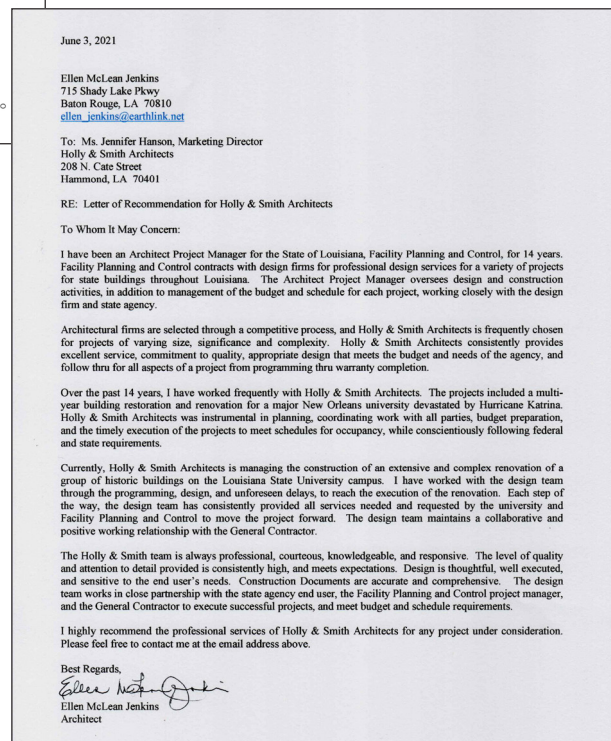 June 3, 2021
Ellen McLean Jenkins
715 Shady Lake Pkwy
Baton Rouge, LA 70810
ellen_jenkins@earthlink.net
To: Ms. Jennifer Hanson, Marketing Director
Holly & Smith Architects
208 N. Cate Street
Hammond, LA 70401
RE: Letter of Recommendation for Holly & Smith Architects
To Whom It May Concern:
I have been an Architect Project Manager for the State of Louisiana, Facility Planning and Control, for 14 years.
Facility Planning and Control contracts with design firms for professional design services for a variety of projects
for state buildings throughout Louisiana. The Architect Project Manager oversees design and construction
activities, in addition to management of the budget and schedule for each project, working closely with the design
firm and state agency.
Architectural firms are selected through a competitive process, and Holly & Smith Architects is frequently chosen
for projects of varying size, significance and complexity. Holly & Smith Architects consistently provides
excellent service, commitment to quality, appropriate design that meets the budget and needs of the agency, and
follow thru for all aspects of a project from programming thru warranty completion.
Over the past 14 years, I have worked frequently with Holly & Smith Architects. The projects included a multi-
year building restoration and renovation for a major New Orleans university devastated by Hurricane Katrina.
Holly & Smith Architects was instrumental in planning, coordinating work with all parties, budget preparation,
and the timely execution of the projects to meet schedules for occupancy, while conscientiously following federal
and state requirements.
Currently, Holly & Smith Architects is managing the construction of an extensive and complex renovation of a
group of historic buildings on the Louisiana State University campus. I have worked with the design team
through the programming, design, and unforeseen delays, to reach the execution of the renovation. Each step of
the way, the design team has consistently provided all services needed and requested by the university and
Facility Planning and Control to move the project forward. The design team maintains a collaborative and
positive working relationship with the General Contractor.
The Holly & Smith team is always professional, courteous, knowledgeable, and responsive. The level of quality
and attention to detail provided is consistently high, and meets expectations. Design is thoughtful, well executed,
and sensitive to the end user's needs. Construction Documents are accurate and comprehensive. The design
team works in close partnership with the state agency end user, the Facility Planning and Control project manager,
and the General Contractor to execute successful projects, and meet budget and schedule requirements.
I highly recommend the professional services of Holly & Smith Architects for any project under consideration.
Please feel free to contact me at the email address above.
Best Regards,
Ellen McLean Jenkins
Architect